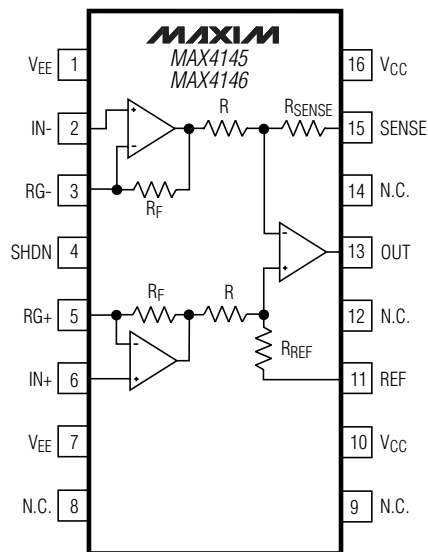 MAXIM
MAX4145
MAX4146
VEE 1
IN- 2
RG- 3
SHDN 4
RG+ 5
IN+ 6
VEE 7
N.C. 8
16 VCC
15 SENSE
14 N.C.
13 OUT
12 N.C.
11 REF
10 VCC
9 N.C.
R
RSENSE
+
-
RF
-
+
RF
R
-
+
RREF